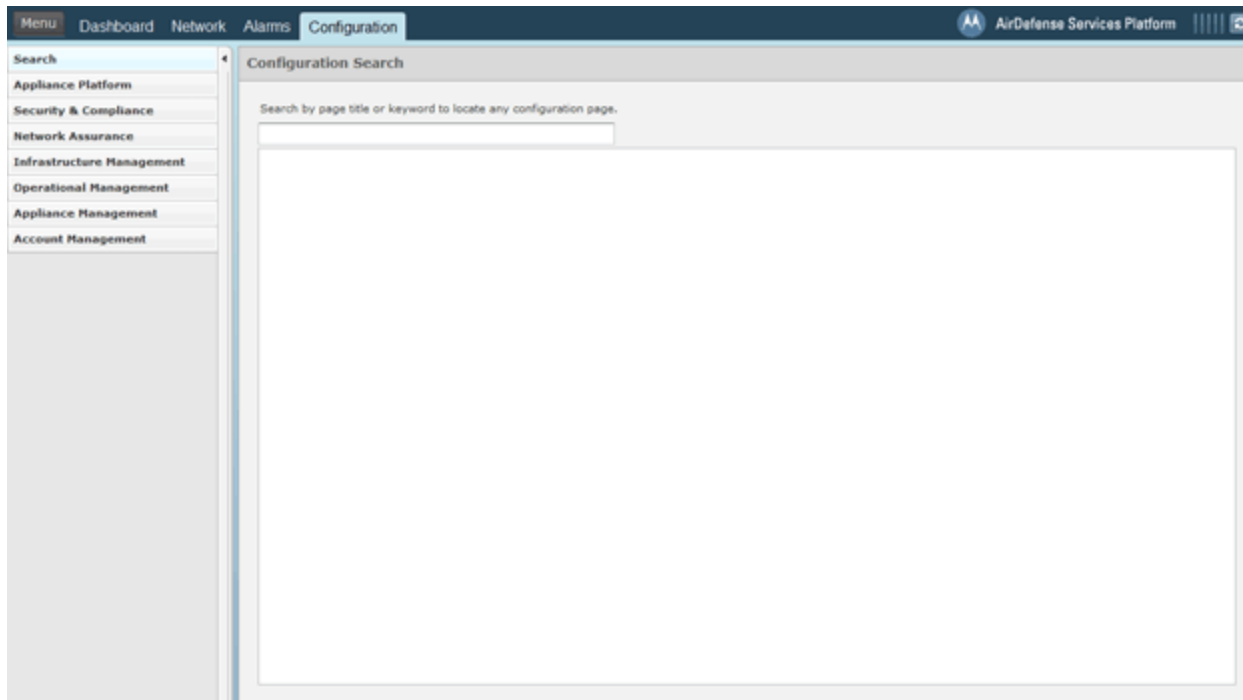 Menu Dashboard Network Alarms Configuration AirDefense Services Platform
Search
Configuration Search
Appliance Platform
Security & Compliance
Network Assurance
Infrastructure Management
Operational Management
Appliance Management
Account Management
Search by page title or keyword to locate any configuration page.